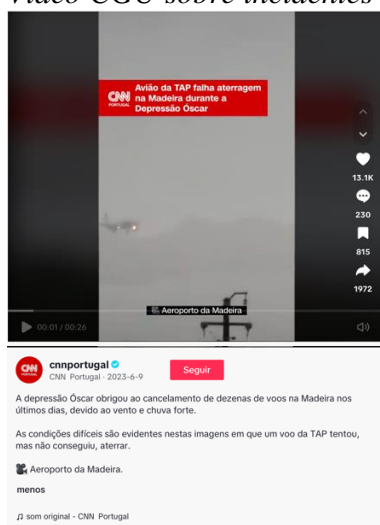 Vídeo CGU sobre incidentes
CNN
PORTUGAL
Avião da TAP falha aterragem
na Madeira durante a
Depressão Óscar
13.1K
230
815
1972
Aeroporto da Madeira
00:01 / 00:26
CNN
cnnportugal
CNN Portugal · 2023-6-9
Seguir
A depressão Óscar obrigou ao cancelamento de dezenas de voos na Madeira nos
últimos dias, devido ao vento e chuva forte.
As condições difíceis são evidentes nestas imagens em que um voo da TAP tentou,
mas não conseguiu, aterrar.
🎥 Aeroporto da Madeira.
menos
♫ som original - CNN Portugal